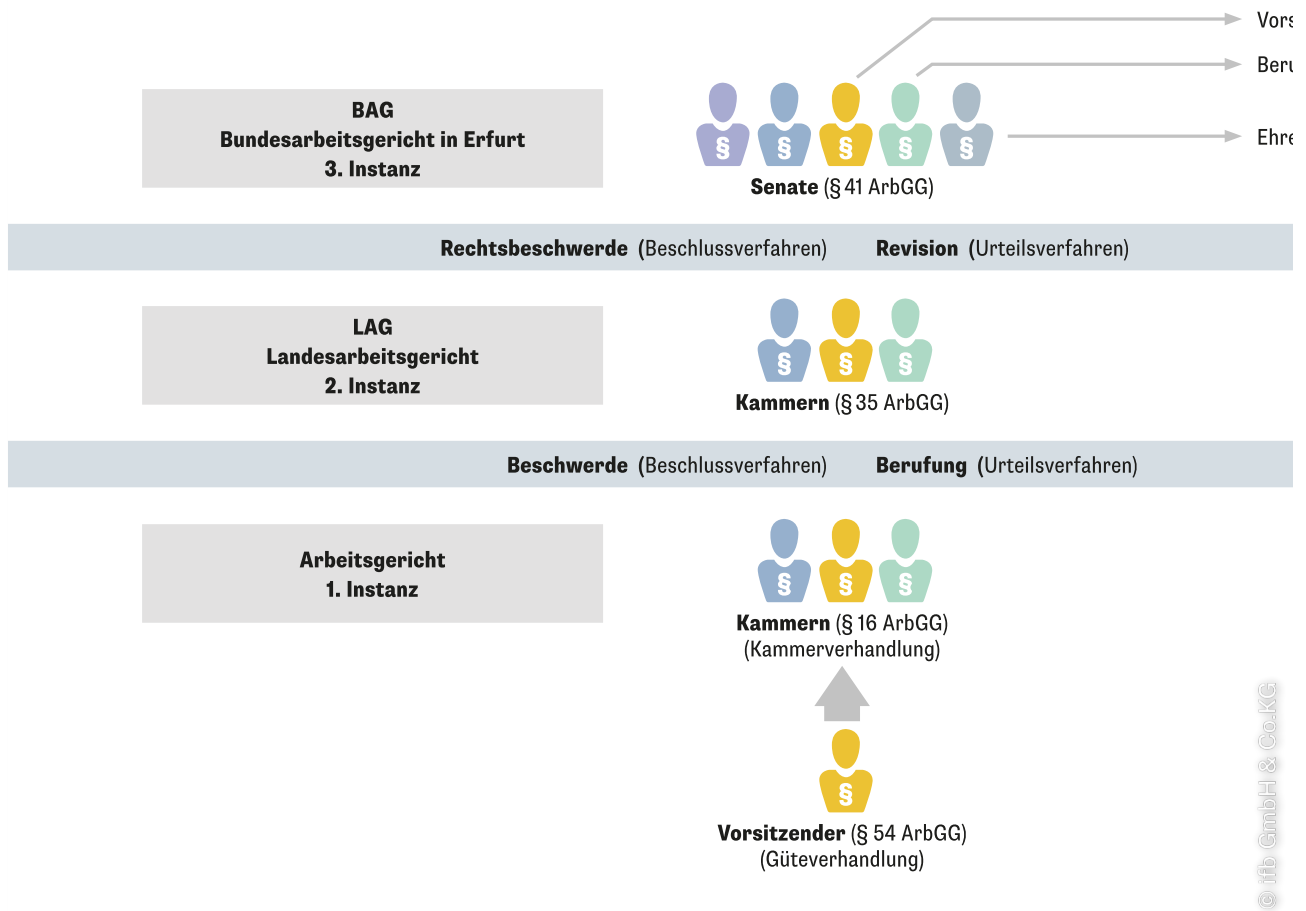 Vors
Beru
Ehre
BAG
Bundesarbeitsgericht in Erfurt
3. Instanz
§ § § § §
Senate (§ 41 ArbGG)
Rechtsbeschwerde (Beschlussverfahren) Revision (Urteilsverfahren)
LAG
Landesarbeitsgericht
2. Instanz
§ § §
Kammern (§ 35 ArbGG)
Beschwerde (Beschlussverfahren) Berufung (Urteilsverfahren)
Arbeitsgericht
1. Instanz
§ § §
Kammern (§ 16 ArbGG)
(Kammerverhandlung)
§
Vorsitzender (§ 54 ArbGG)
(Güteverhandlung)
© ifb GmbH & Co.KG